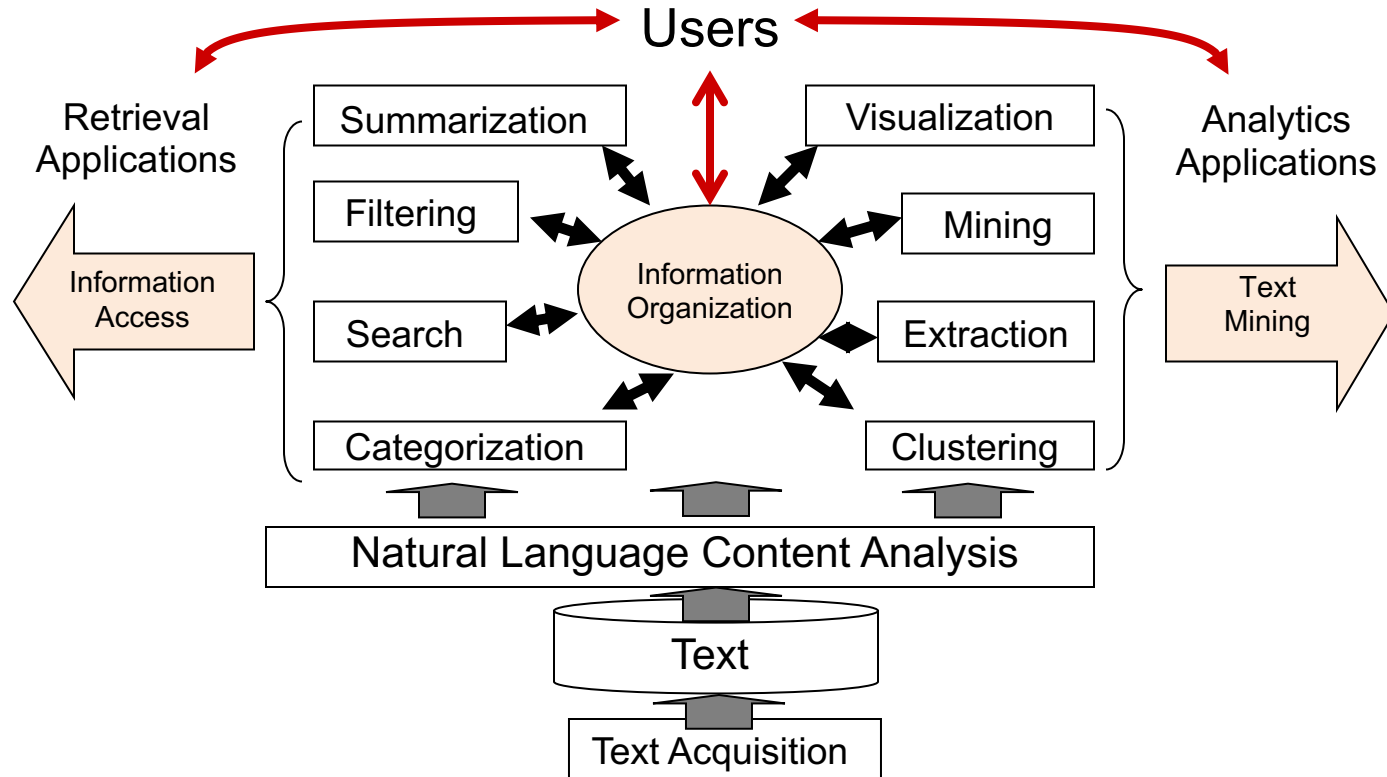 Users
Retrieval
Applications
Summarization
Visualization
Analytics
Applications
Filtering
Mining
Information
Access
Information
Organization
Text
Mining
Search
Extraction
Categorization
Clustering
Natural Language Content Analysis
Text
Text Acquisition